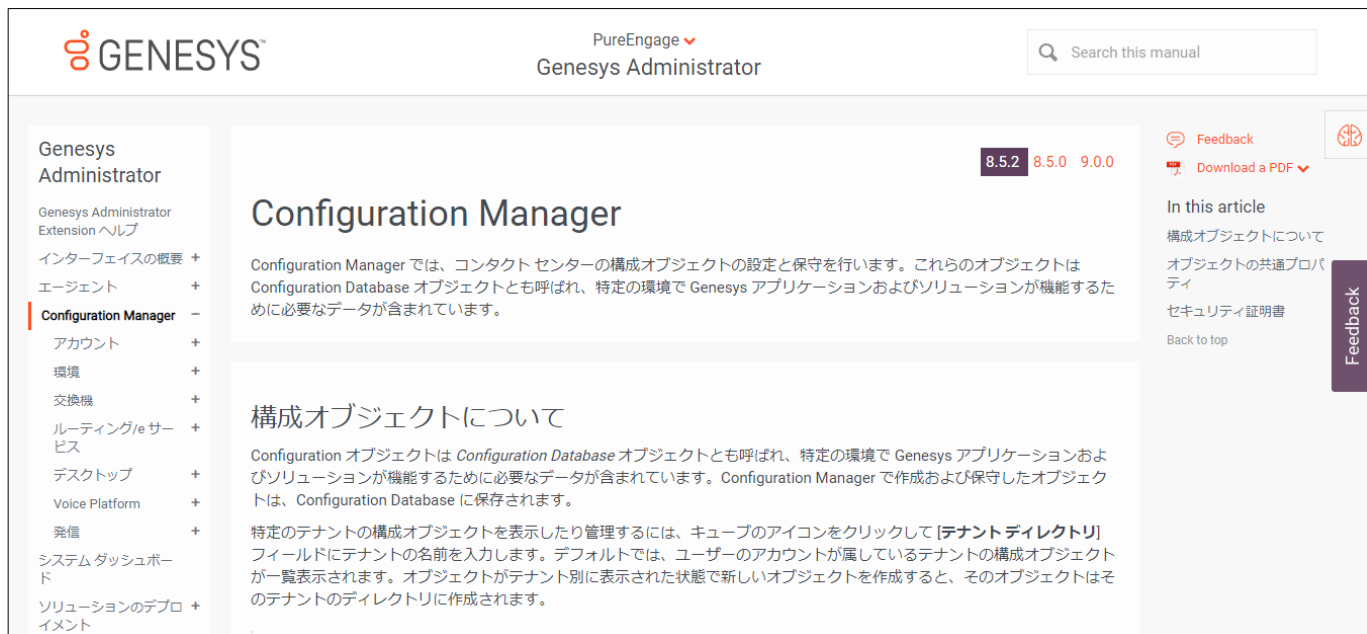 GENESYS™
PureEngage
Genesys Administrator
Search this manual
Genesys
Administrator
Genesys Administrator
Extension ヘルプ
インターフェイスの概要 +
エージェント +
Configuration Manager −
アカウント +
環境 +
交換機 +
ルーティング/e サー +
ビス
デスクトップ +
Voice Platform +
発信 +
システム ダッシュボー
ド
ソリューションのデプロ +
イメント
8.5.2 8.5.0 9.0.0
Configuration Manager
Configuration Manager では、コンタクト センターの構成オブジェクトの設定と保守を行います。これらのオブジェクトは
Configuration Database オブジェクトとも呼ばれ、特定の環境で Genesys アプリケーションおよびソリューションが機能するた
めに必要なデータが含まれています。
構成オブジェクトについて
Configuration オブジェクトは Configuration Database オブジェクトとも呼ばれ、特定の環境で Genesys アプリケーションおよ
びソリューションが機能するために必要なデータが含まれています。Configuration Manager で作成および保守したオブジェク
トは、Configuration Database に保存されます。
特定のテナントの構成オブジェクトを表示したり管理するには、キューブのアイコンをクリックして [テナント ディレクトリ]
フィールドにテナントの名前を入力します。デフォルトでは、ユーザーのアカウントが属しているテナントの構成オブジェクト
が一覧表示されます。オブジェクトがテナント別に表示された状態で新しいオブジェクトを作成すると、そのオブジェクトはそ
のテナントのディレクトリに作成されます。
Feedback
PDF Download a PDF
In this article
構成オブジェクトについて
オブジェクトの共通プロパ
ティ
セキュリティ証明書
Back to top
Feedback